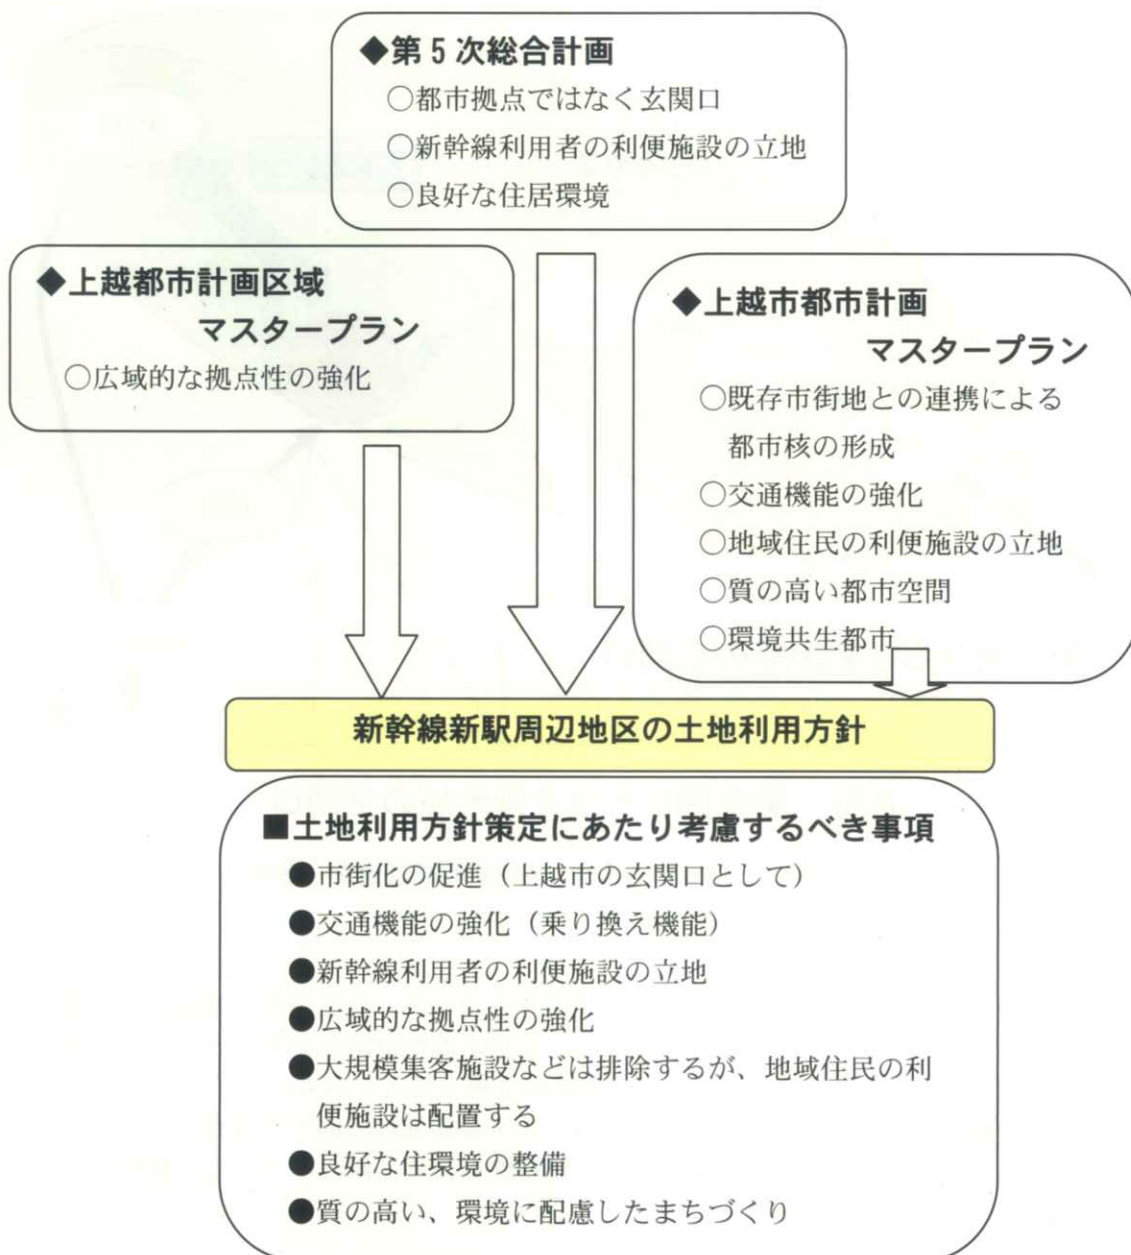 ◆第5次総合計画
○都市拠点ではなく玄関口
○新幹線利用者の利便施設の立地
○良好な住居環境
◆上越都市計画区域
マスタープラン
○広域的な拠点性の強化
◆上越市都市計画
マスタープラン
○既存市街地との連携による
都市核の形成
○交通機能の強化
○地域住民の利便施設の立地
○質の高い都市空間
○環境共生都市
新幹線新駅周辺地区の土地利用方針
■土地利用方針策定にあたり考慮するべき事項
●市街化の促進（上越市の玄関口として）
●交通機能の強化（乗り換え機能）
●新幹線利用者の利便施設の立地
●広域的な拠点性の強化
●大規模集客施設などは排除するが、地域住民の利
便施設は配置する
●良好な住環境の整備
●質の高い、環境に配慮したまちづくり